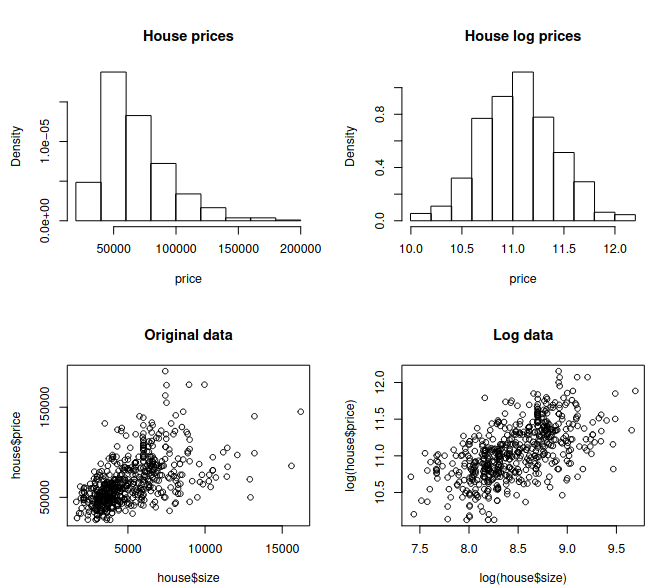 House prices
House log prices
Density
0.0e+00 1.0e−05
50000 100000 150000 200000
price
Density
0.0 0.4 0.8
10.0 10.5 11.0 11.5 12.0
price
Original data
Log data
house$price
50000 150000
5000 10000 15000
house$size
log(house$price)
10.5 11.0 11.5 12.0
7.5 8.0 8.5 9.0 9.5
log(house$size)